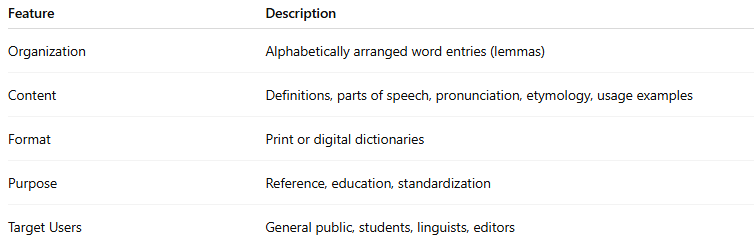 Feature Description
Organization Alphabetically arranged word entries (lemmas)
Content Definitions, parts of speech, pronunciation, etymology, usage examples
Format Print or digital dictionaries
Purpose Reference, education, standardization
Target Users General public, students, linguists, editors